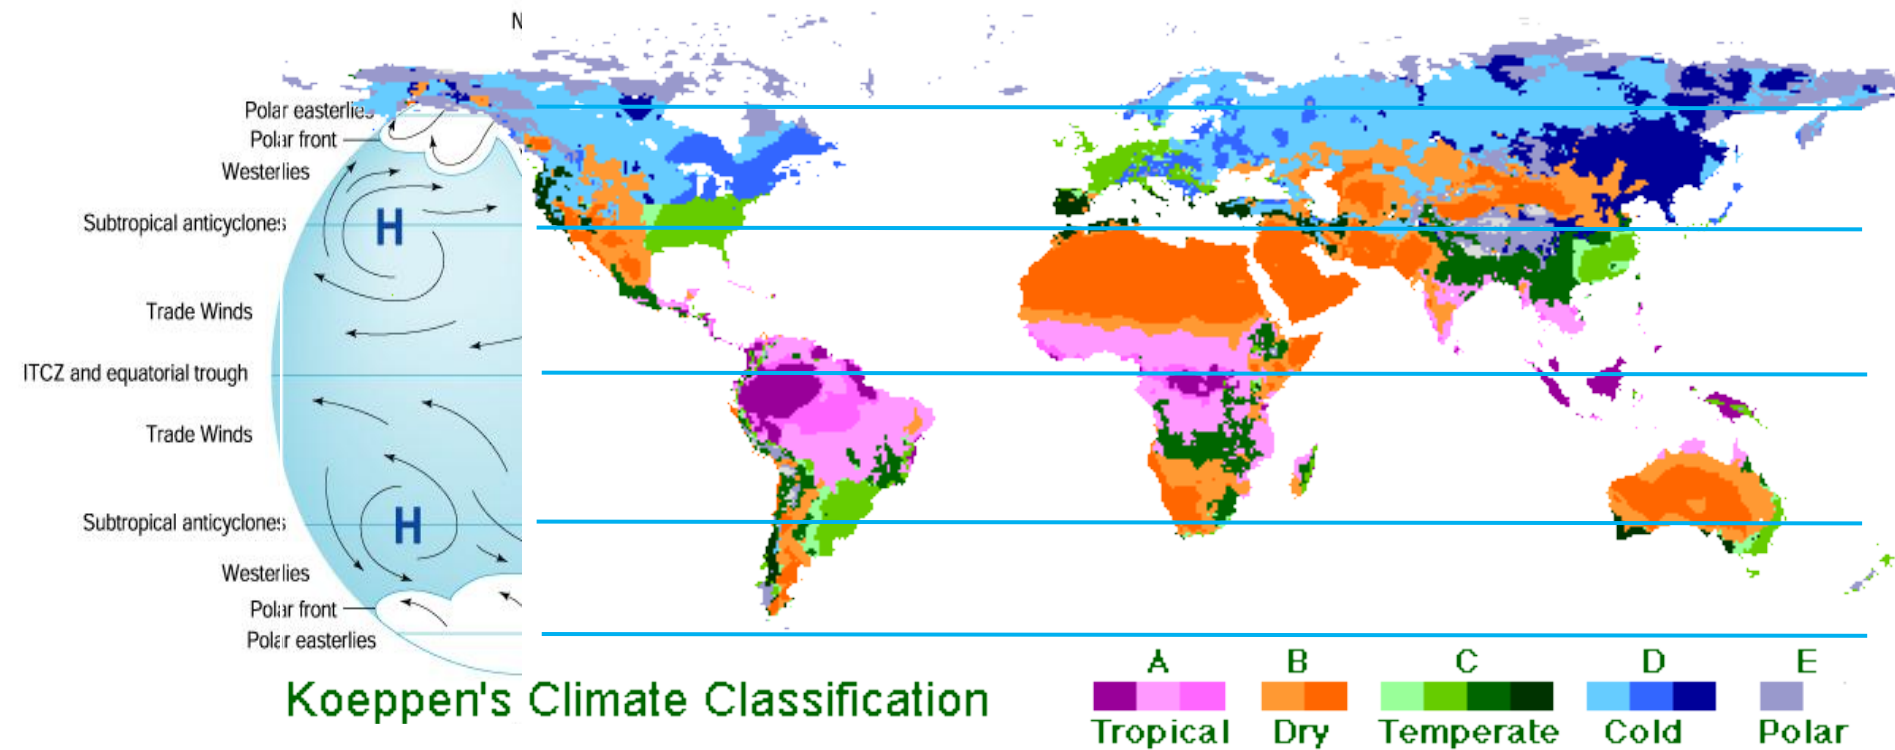 N
Polar easterlies
Polar front
Westerlies
Subtropical anticyclones
H
Trade Winds
ITCZ and equatorial trough
Trade Winds
Subtropical anticyclones
H
Westerlies
Polar front
Polar easterlies
Koeppen's Climate Classification
A B C D E
Tropical Dry Temperate Cold Polar